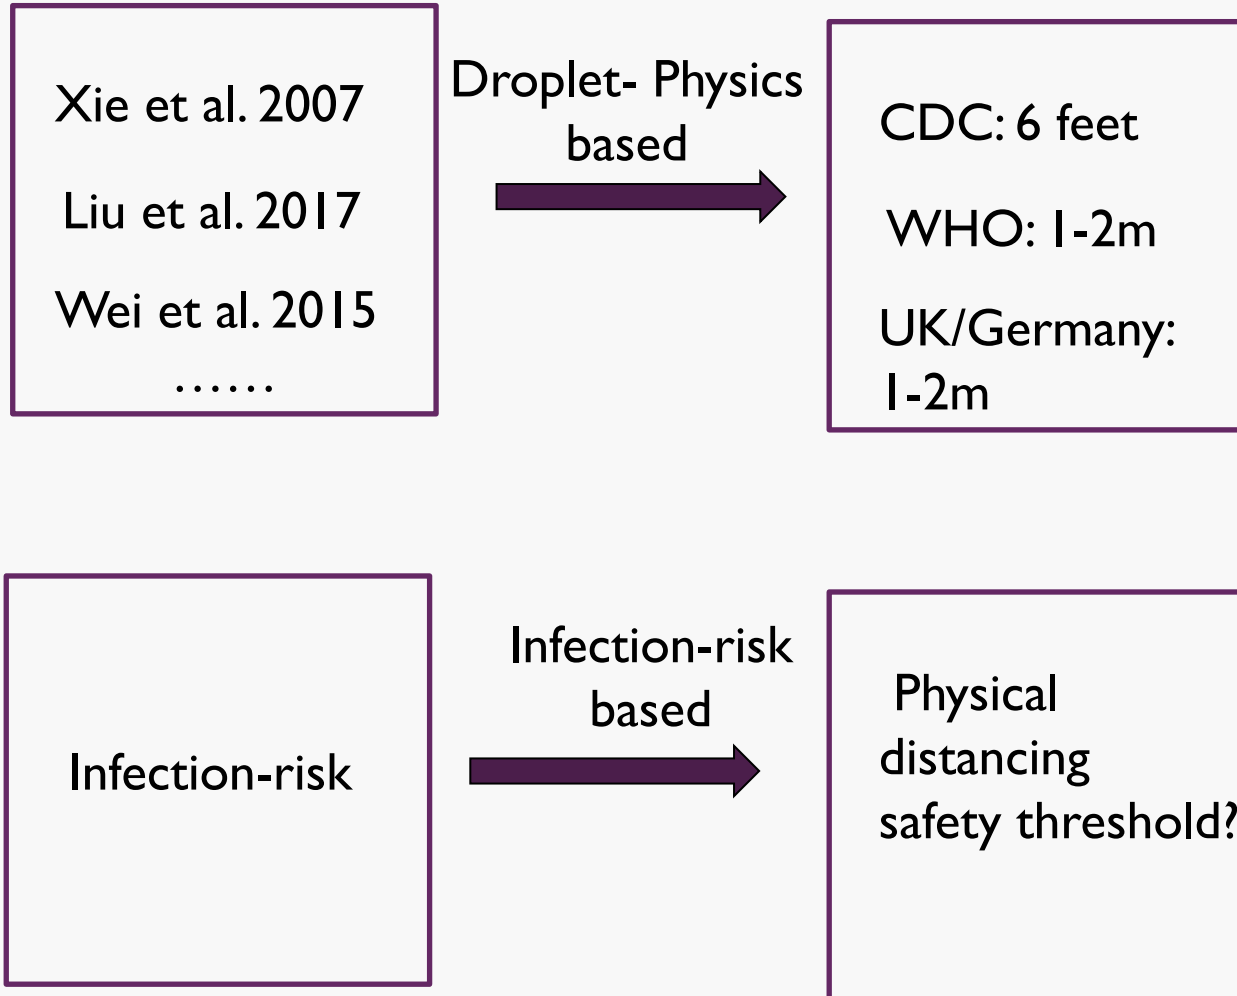 Xie et al. 2007
Liu et al. 2017
Wei et al. 2015
......
Droplet- Physics
based
CDC: 6 feet
WHO: 1-2m
UK/Germany:
1-2m
Infection-risk
Infection-risk
based
Physical
distancing
safety threshold?